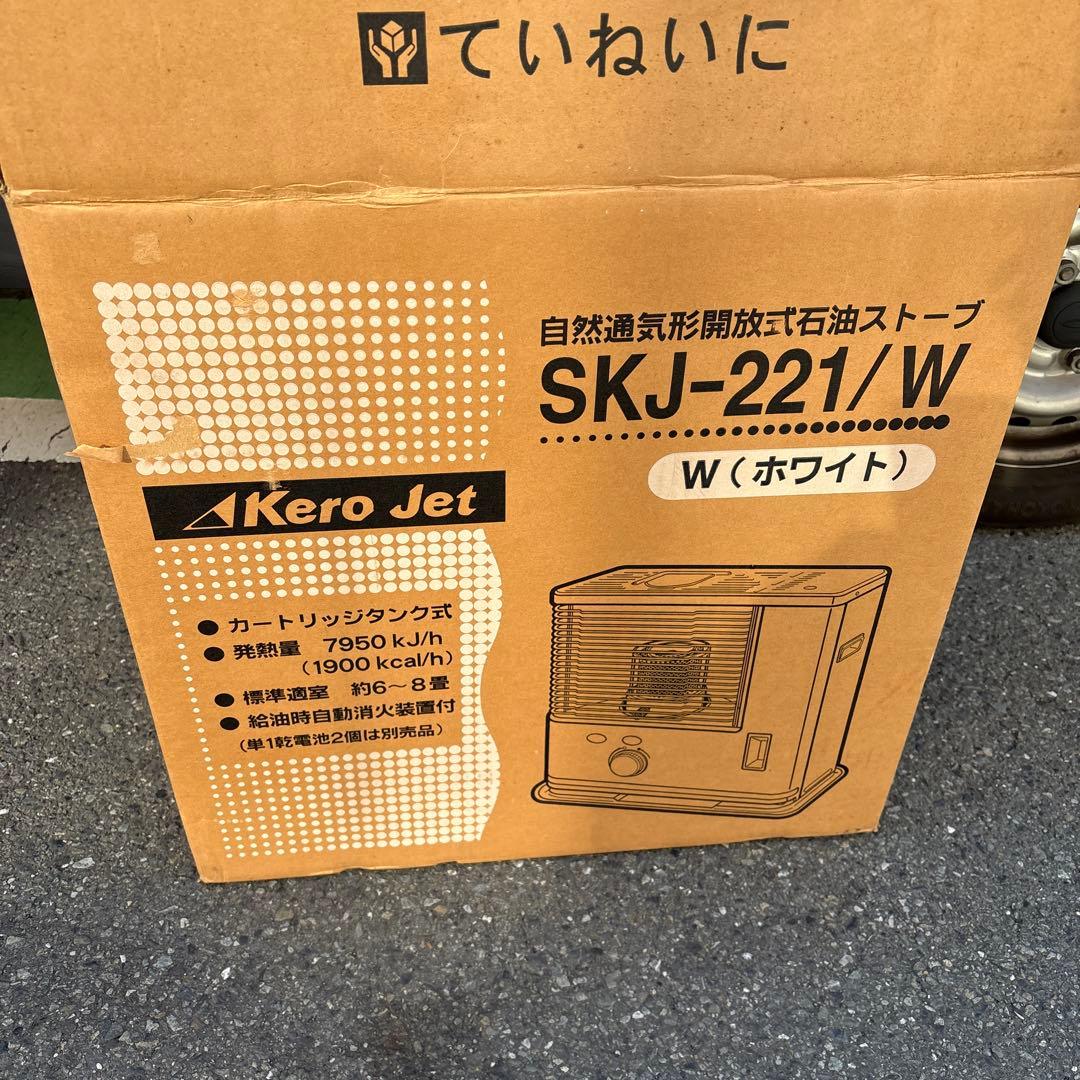 ていねいに
自然通気形開放式石油ストーブ
SKJ-221/W
W(ホワイト)
Kero Jet
● カートリッジタンク式
● 発熱量 7950 kJ/h
(1900 kcal/h)
● 標準適室 約6〜8畳
● 給油時自動消火装置付
(単1乾電池2個は別売品)